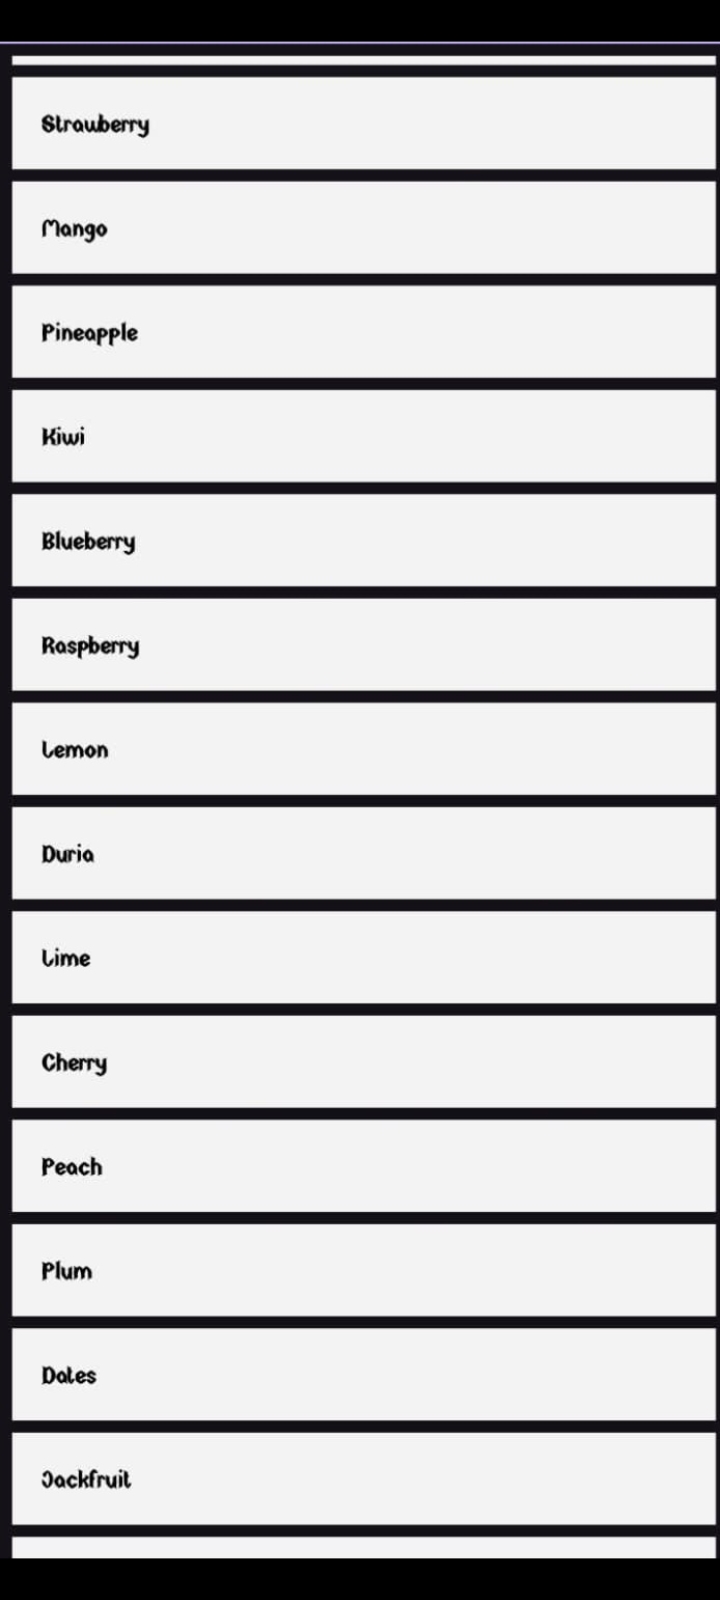 Strawberry
Mango
Pineapple
Kiwi
Blueberry
Raspberry
Lemon
Duria
Lime
Cherry
Peach
Plum
Dates
Jackfruit